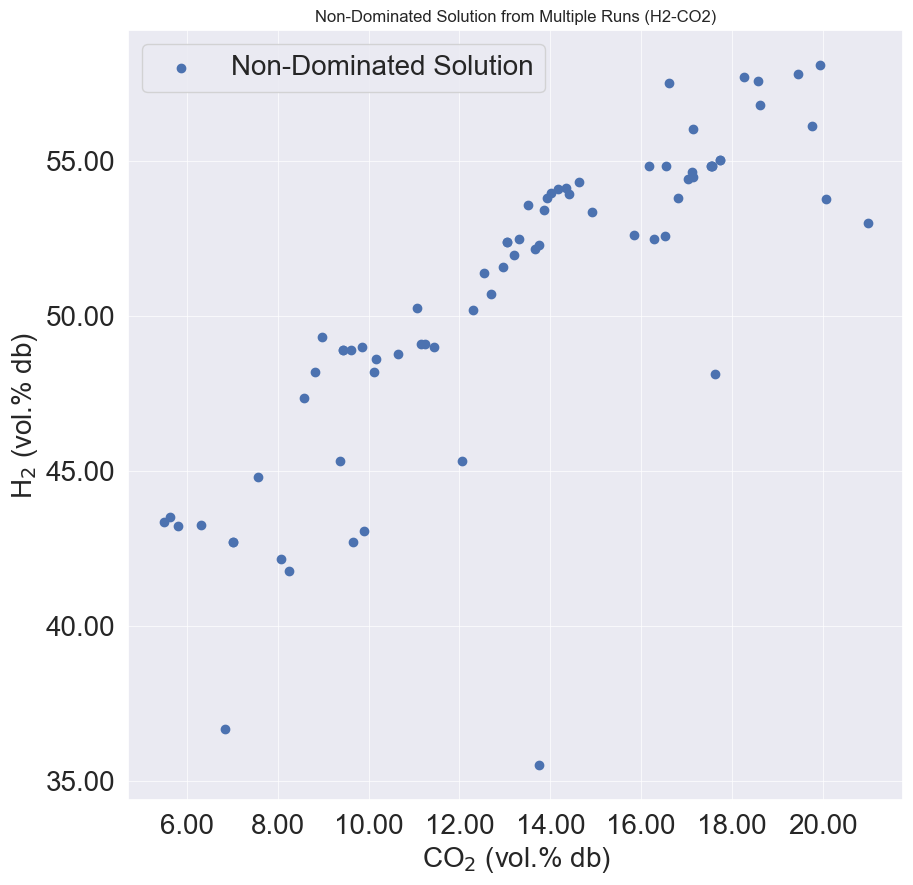 Non-Dominated Solution from Multiple Runs (H2-CO2)
Non-Dominated Solution
H₂ (vol.% db)
55.00
50.00
45.00
40.00
35.00
6.00 8.00 10.00 12.00 14.00 16.00 18.00 20.00
CO₂ (vol.% db)